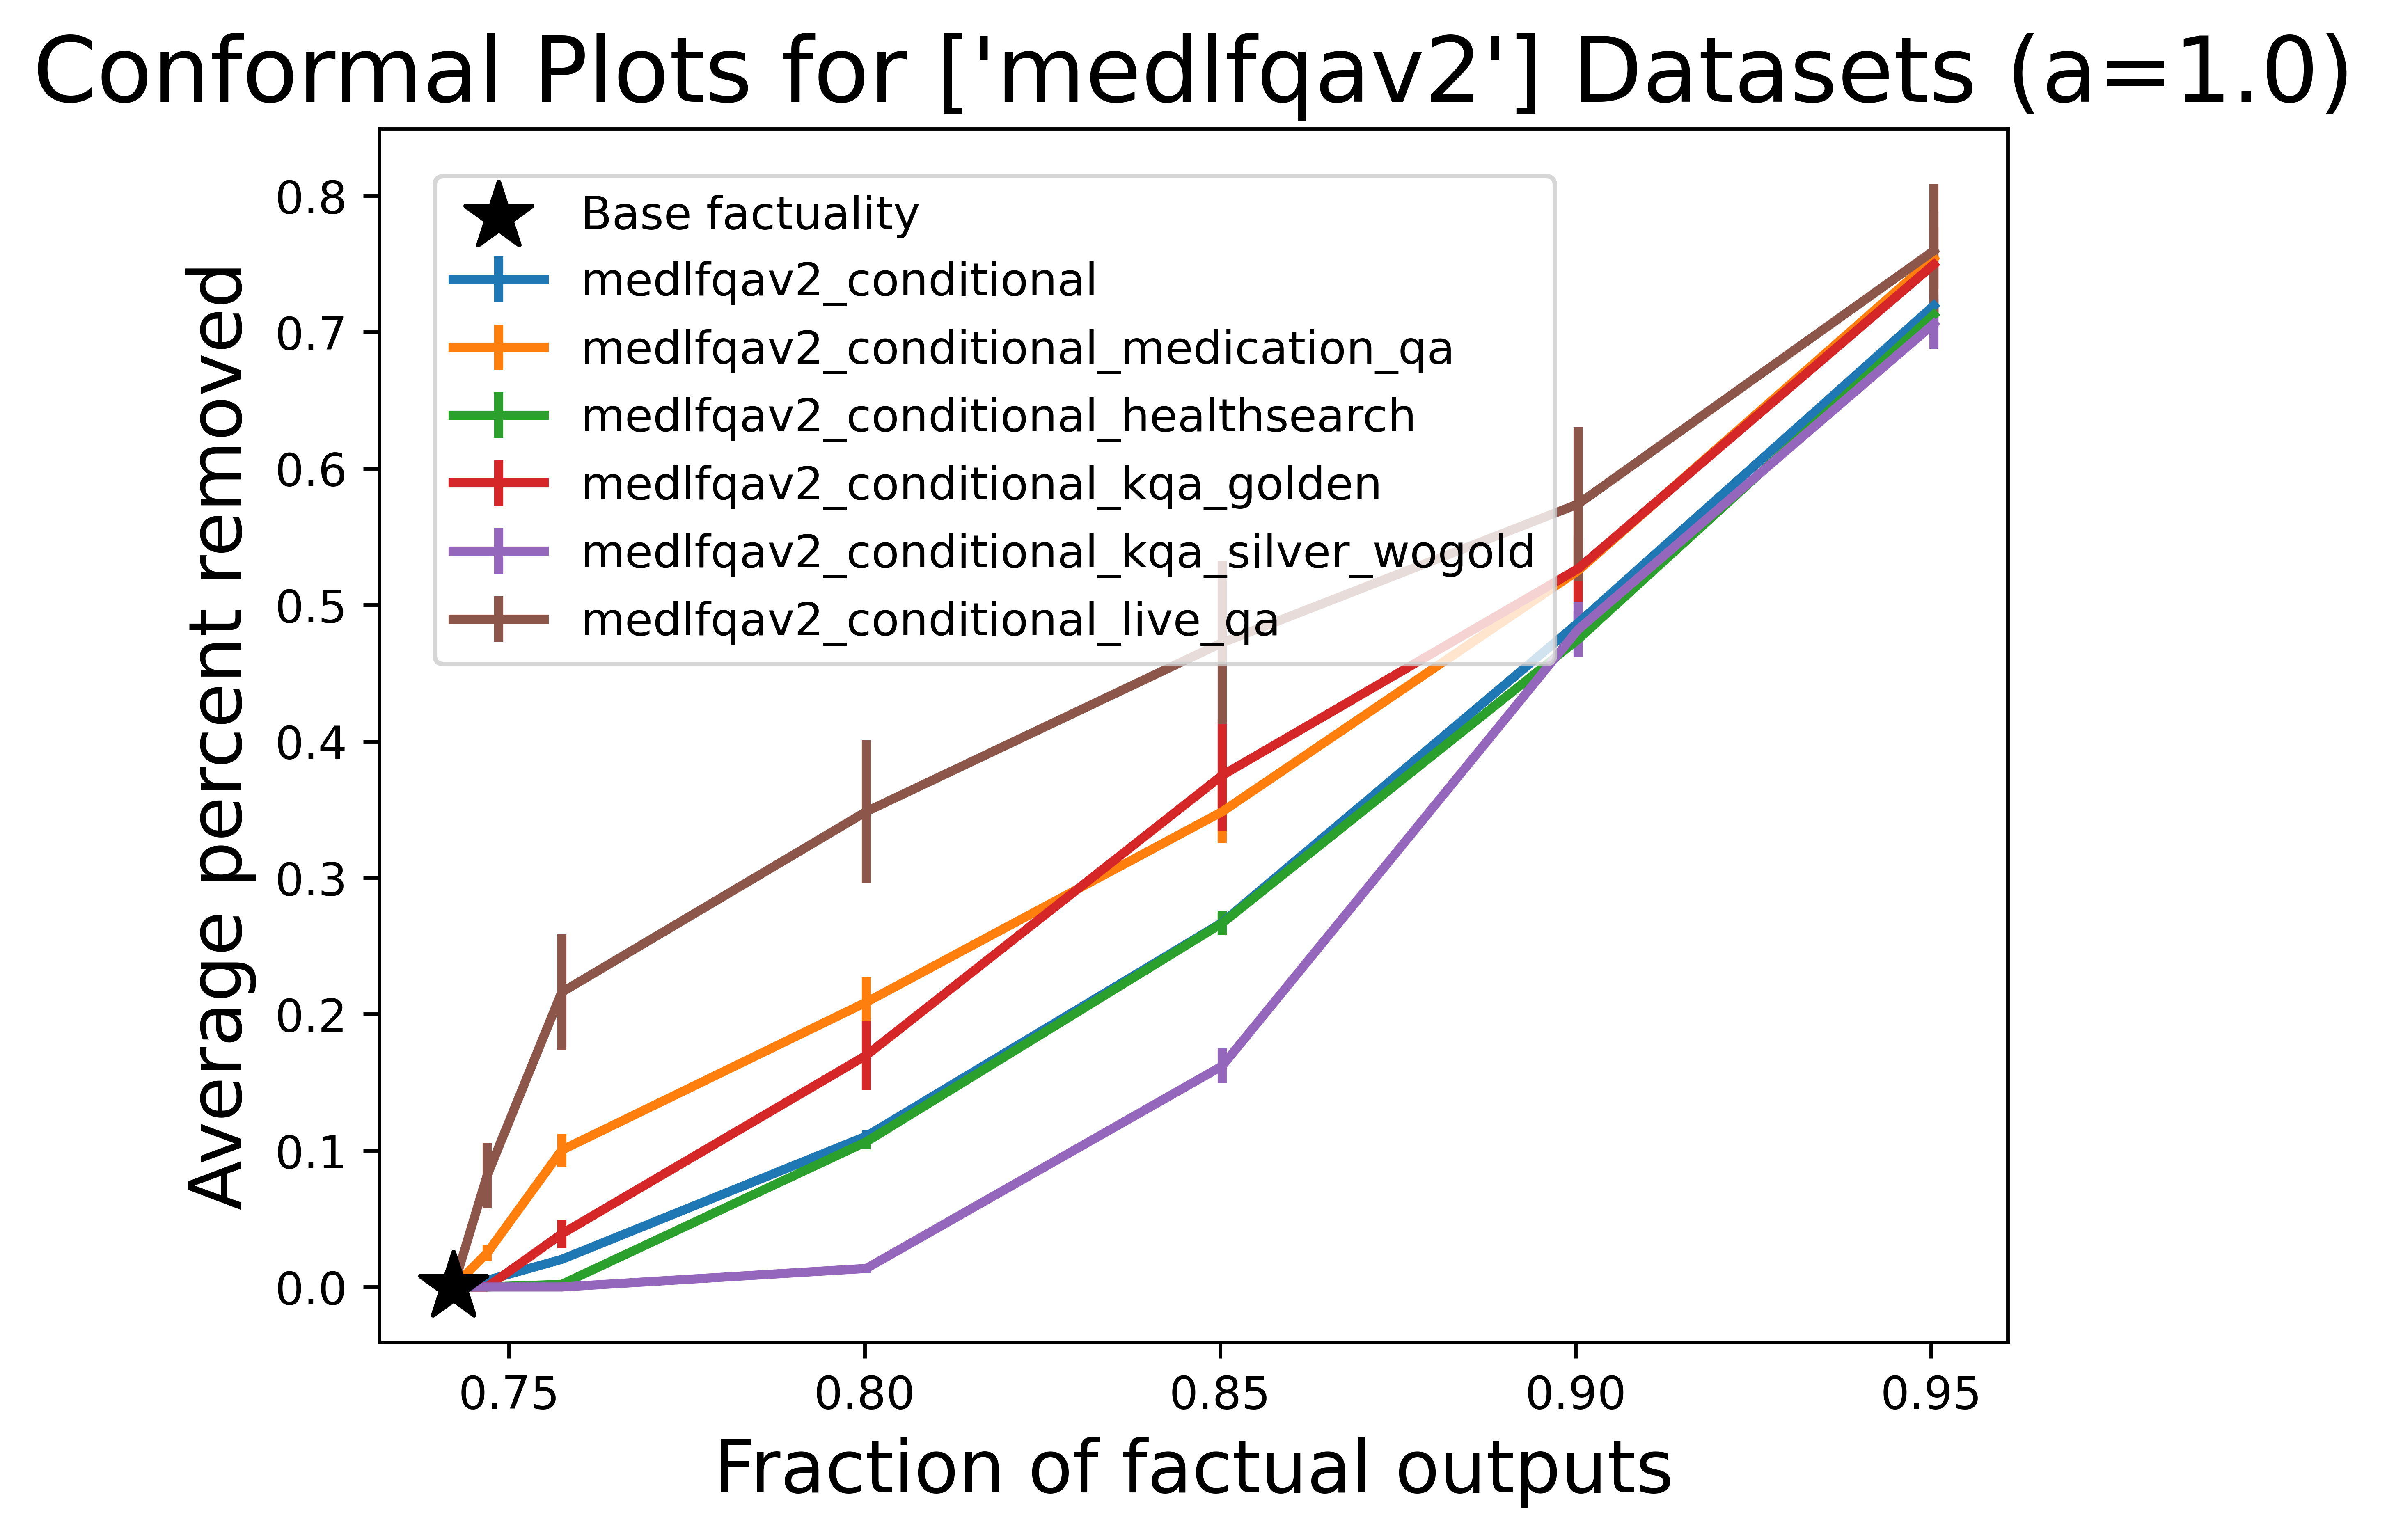 Conformal Plots for ['medlfqav2'] Datasets (a=1.0)
Base factuality
medlfqav2_conditional
medlfqav2_conditional_medication_qa
medlfqav2_conditional_healthsearch
medlfqav2_conditional_kqa_golden
medlfqav2_conditional_kqa_silver_wogold
medlfqav2_conditional_live_qa
Average percent removed
0.8
0.7
0.6
0.5
0.4
0.3
0.2
0.1
0.0
0.75 0.80 0.85 0.90 0.95
Fraction of factual outputs